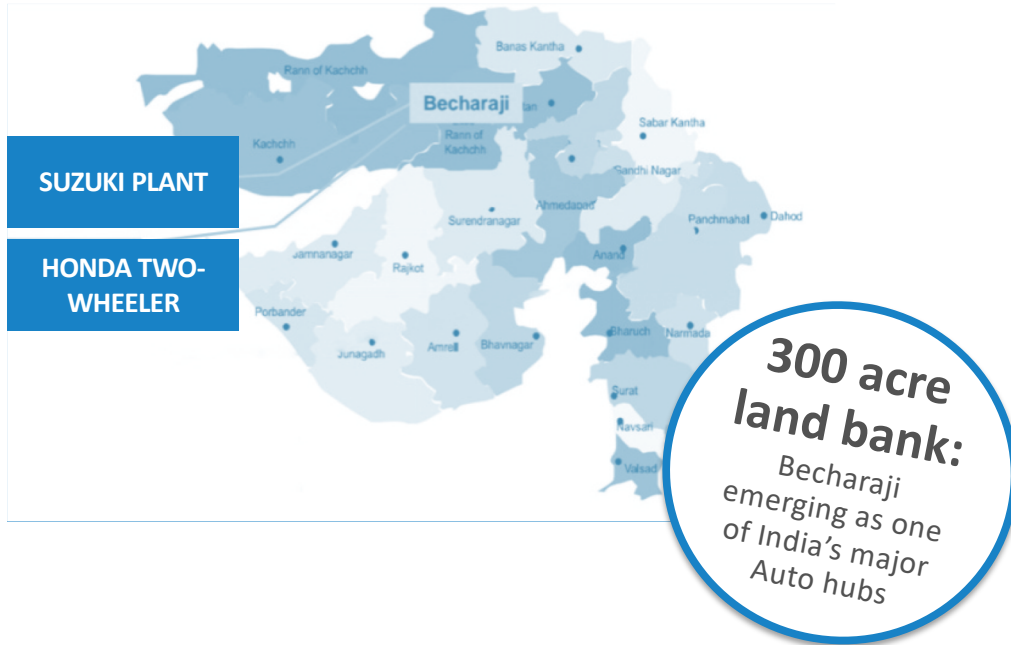 Banas Kantha
Rann of Kachchh
Becharaji
tan
Rann of
Kachchh
Sabar Kantha
Kachchh
SUZUKI PLANT
Gandhi Nagar
Ahmedabad
Surendranagar
Panchmahal
Dahod
HONDA TWO-
WHEELER
Jamnanagar
Rajkot
Anand
Porbander
Junagadh
Amreli
Bhavnagar
Bharuch
Narmada
Surat
Navsari
Valsad
300 acre
land bank:
Becharaji
emerging as one
of India's major
Auto hubs